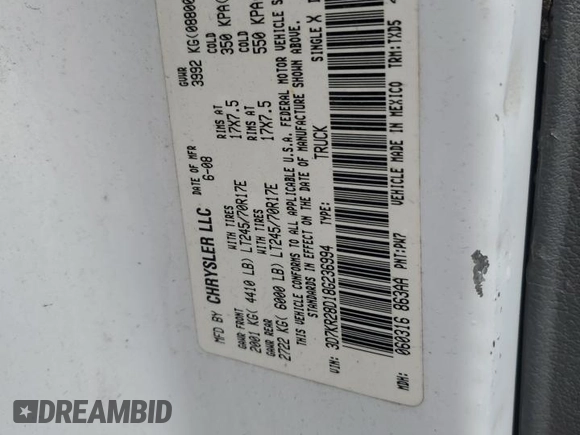 MFD BY CHRYSLER LLC DATE OF MFR 6-08 GVWR 3992 KG(08800
GAWR FRONT WITH TIRES RIMS AT COLD
2001 KG( 4410 LB) LT245/70R17E 17X7.5 350 KPA(
GAWR REAR WITH TIRES RIMS AT COLD
2722 KG( 6000 LB) LT245/70R17E 17X7.5 550 KPA(
THIS VEHICLE CONFORMS TO ALL APPLICABLE U.S.A. FEDERAL MOTOR VEHICLE S
STANDARDS IN EFFECT ON THE DATE OF MANUFACTURE SHOWN ABOVE.
VIN: 3D7KR28D18G236994 TYPE: TRUCK SINGLE X
MDH: 060316 863AA PNT:PW7 VEHICLE MADE IN MEXICO TRM:TXD5
DREAMBID